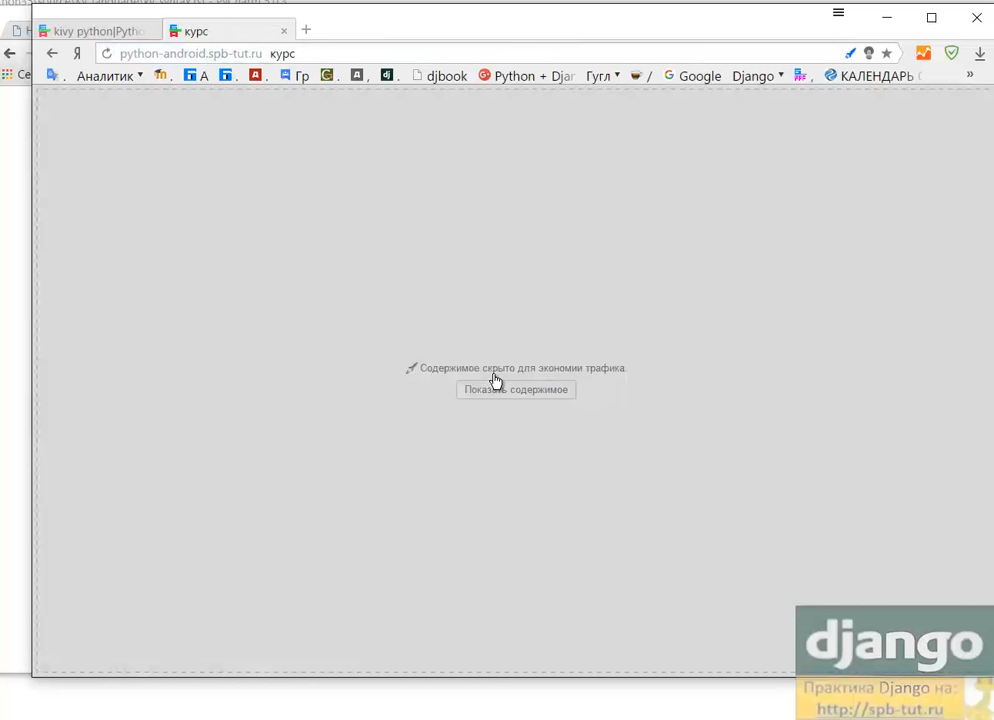 kivy python|Pytho
курс
Я
python-android.spb-tut.ru курс
Се
Аналитик
А
Гр
djbook
Python + Djan
Гугл
/
Google
Django
КАЛЕНДАРЬ
»
Содержимое скрыто для экономии трафика.
Показать содержимое
django
Практика Django на:
http://spb-tut.ru